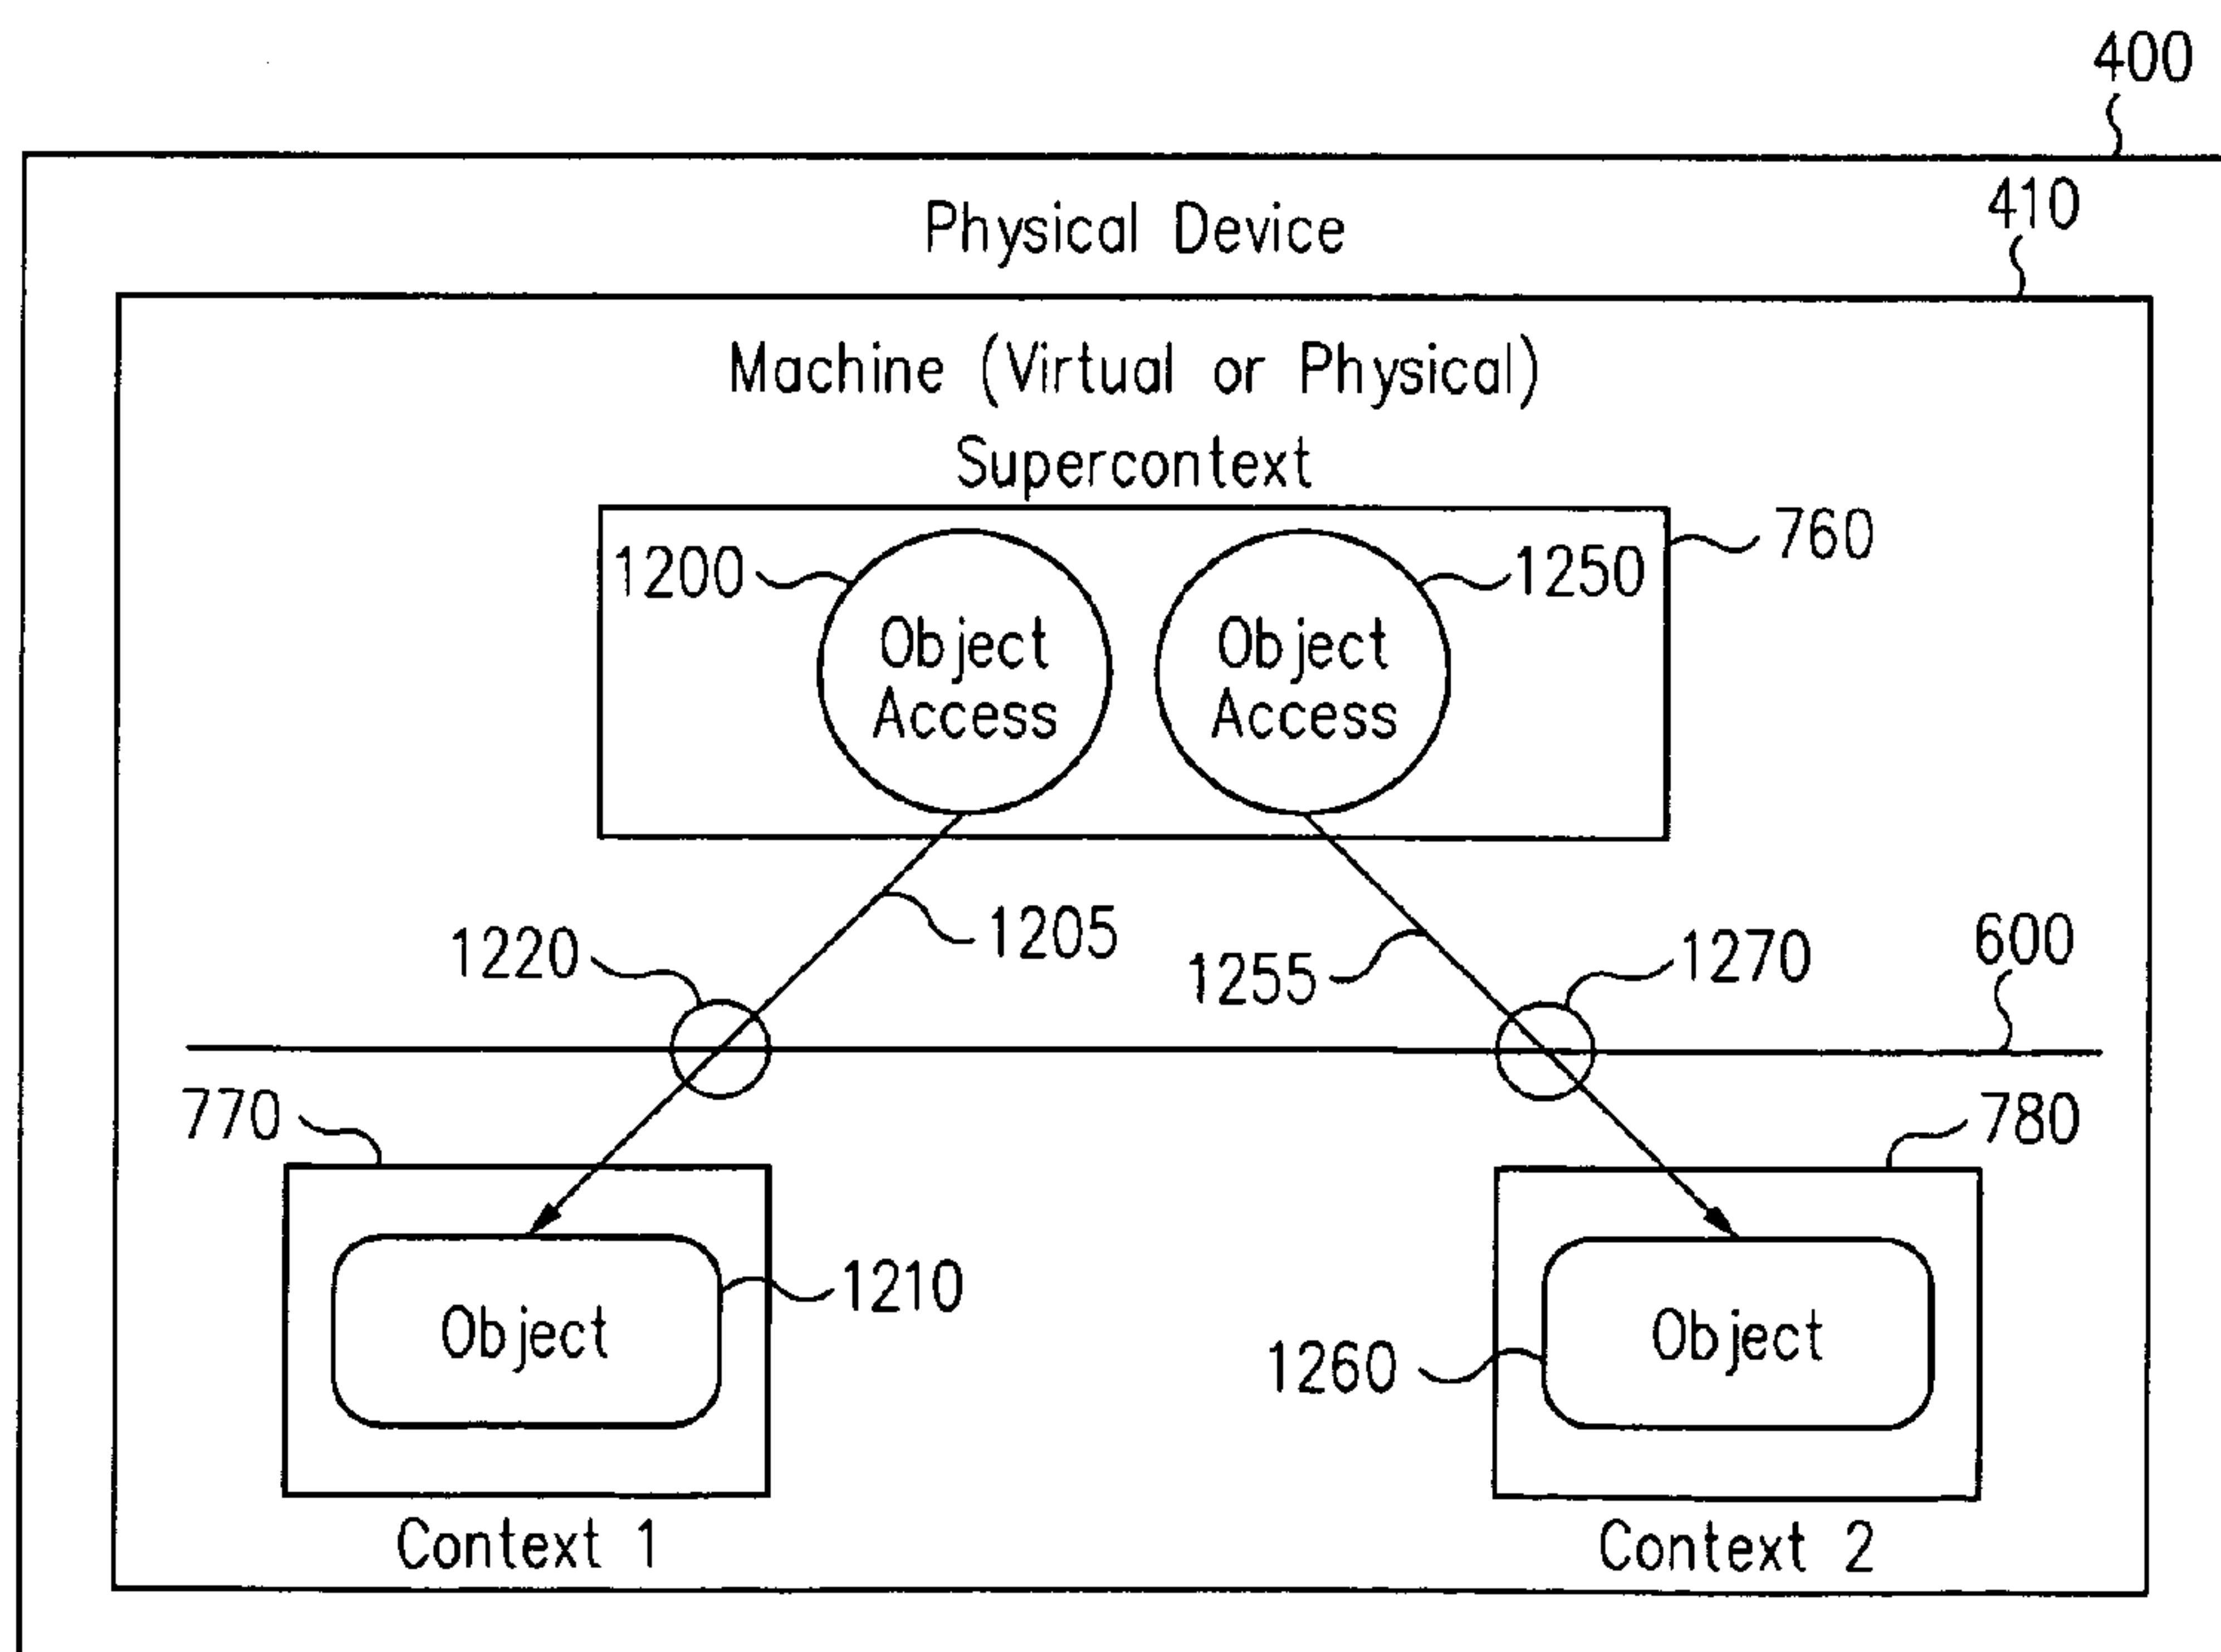 400
Physical Device
410
Machine (Virtual or Physical)
Supercontext
760
1200
1250
Object
Access
Object
Access
1205
1220
1255
1270
600
770
780
Object
1210
Object
1260
Context 1
Context 2